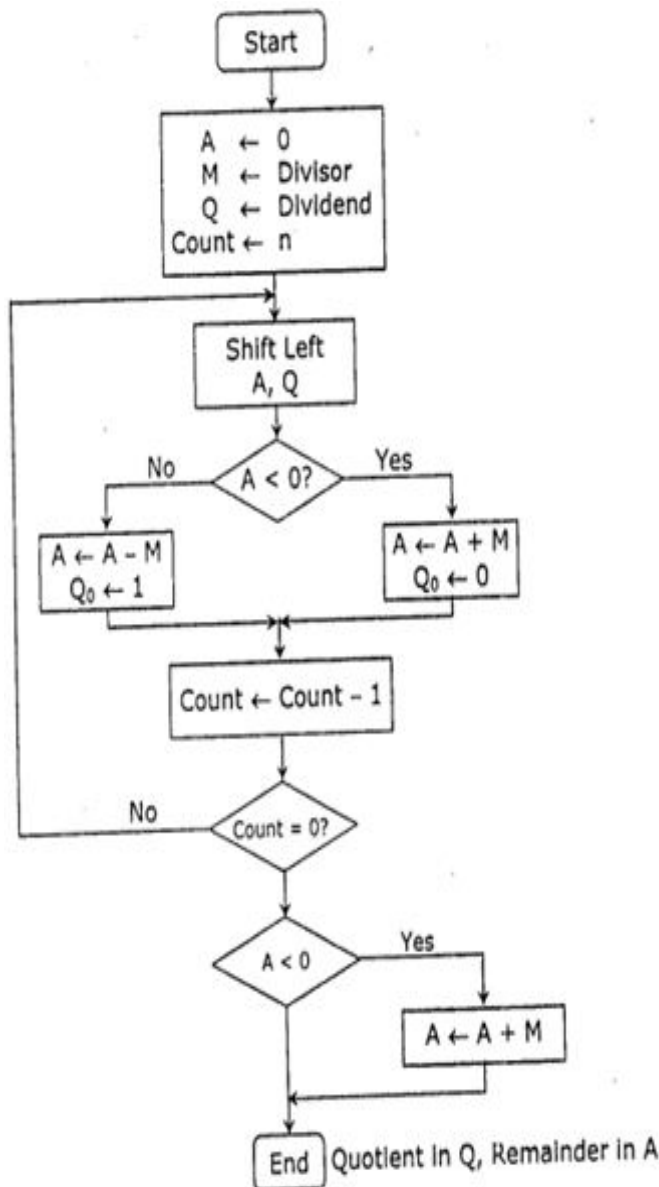 Start
A ← 0
M ← Divisor
Q ← Dividend
Count ← n
Shift Left
A, Q
No
A < 0?
Yes
A ← A – M
Q₀ ← 1
A ← A + M
Q₀ ← 0
Count ← Count – 1
No
Count = 0?
A < 0
Yes
A ← A + M
End
Quotient in Q, Remainder in A